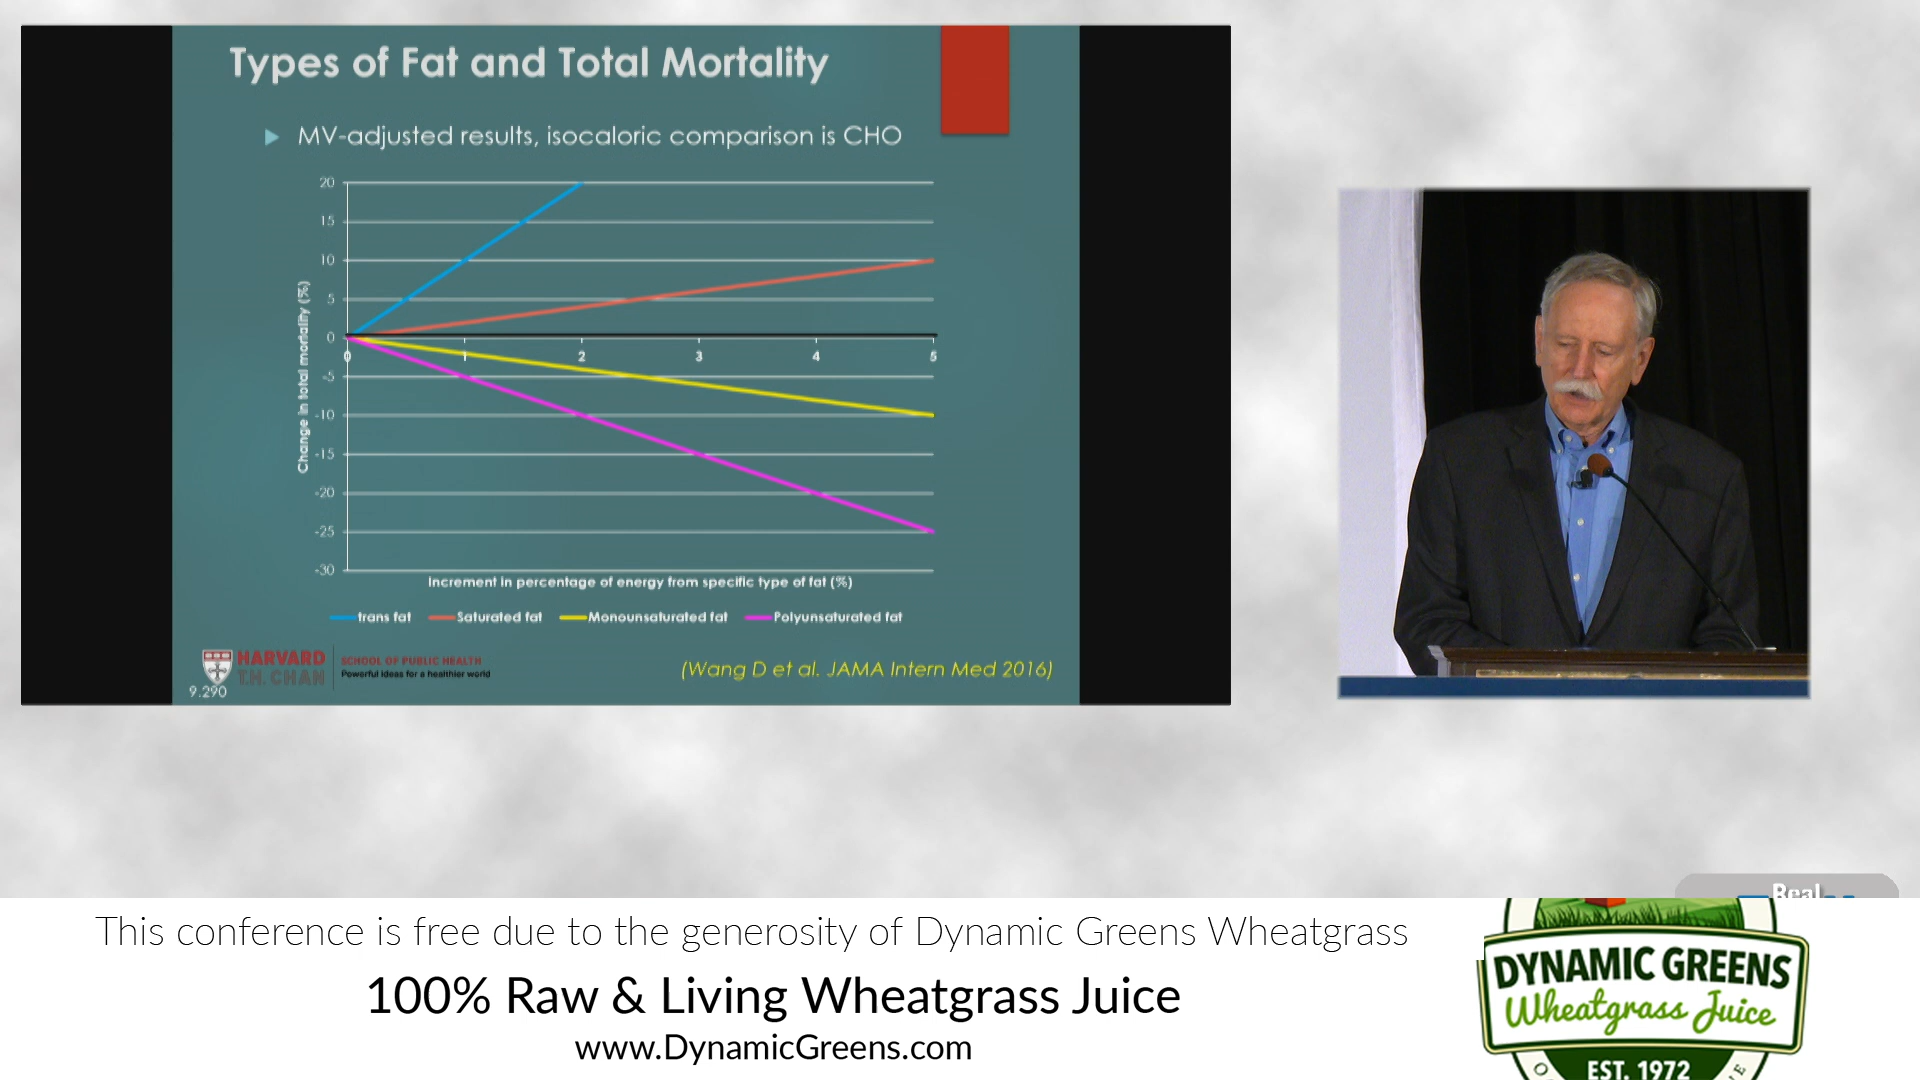 Types of Fat and Total Mortality
MV-adjusted results, isocaloric comparison is CHO
Change in total mortality (%)
20
15
10
5
0
-5
-10
-15
-20
-25
-30
0 1 2 3 4 5
Increment in percentage of energy from specific type of fat (%)
trans fat Saturated fat Monounsaturated fat Polyunsaturated fat
HARVARD
T.H. CHAN
SCHOOL OF PUBLIC HEALTH
Powerful ideas for a healthier world
(Wang D et al. JAMA Intern Med 2016)
9.290
Real
This conference is free due to the generosity of Dynamic Greens Wheatgrass
100% Raw & Living Wheatgrass Juice
www.DynamicGreens.com
DYNAMIC GREENS
Wheatgrass Juice
EST. 1972